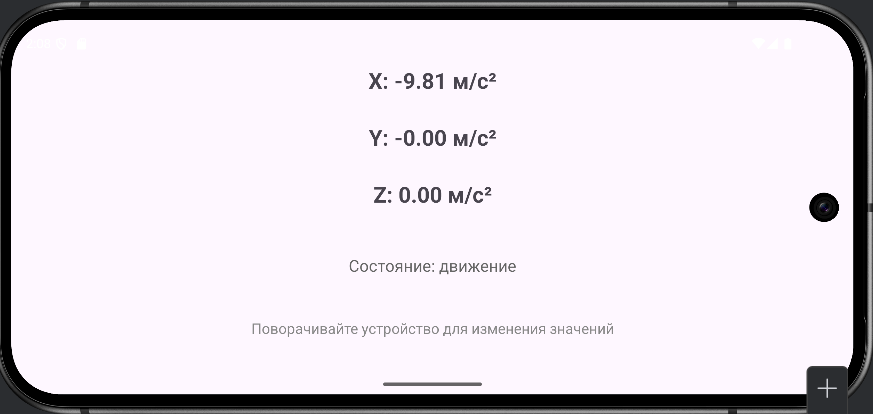 X: -9.81 м/с²
Y: -0.00 м/с²
Z: 0.00 м/с²
Состояние: движение
Поворачивайте устройство для изменения значений